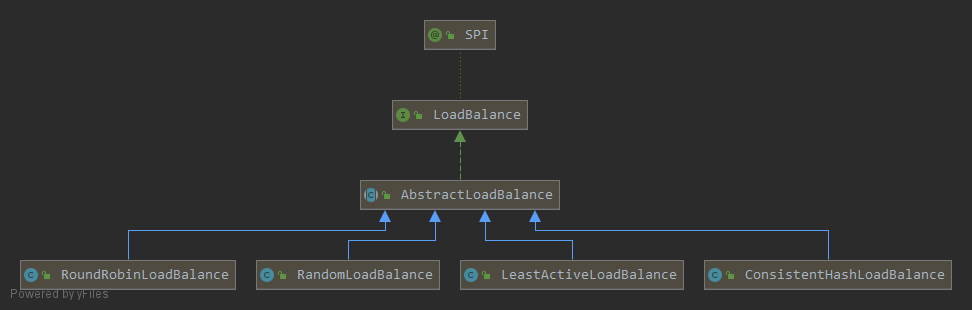 SPI
LoadBalance
AbstractLoadBalance
RoundRobinLoadBalance
RandomLoadBalance
LeastActiveLoadBalance
ConsistentHashLoadBalance
Powered by yFiles